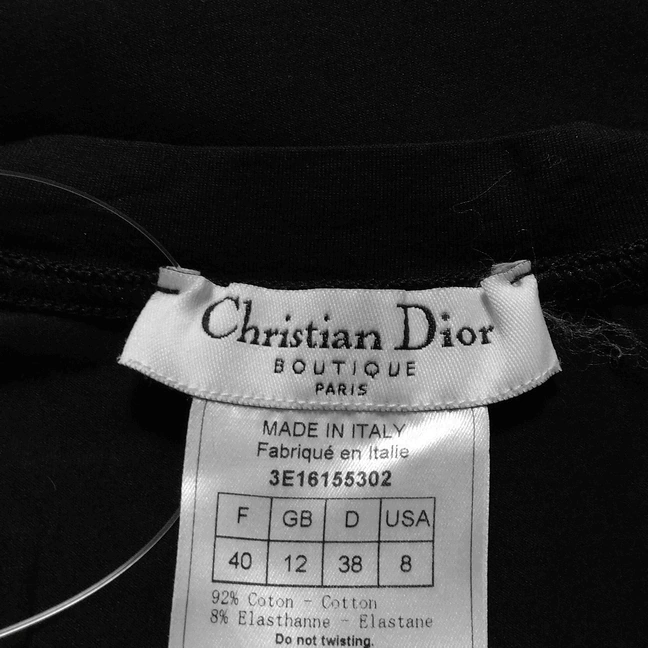 Christian Dior
BOUTIQUE
PARIS
MADE IN ITALY
Fabriqué en Italie
3E16155302
F GB D USA
40 12 38 8
92% Coton - Cotton
8% Elasthanne - Elastane
Do not twisting.